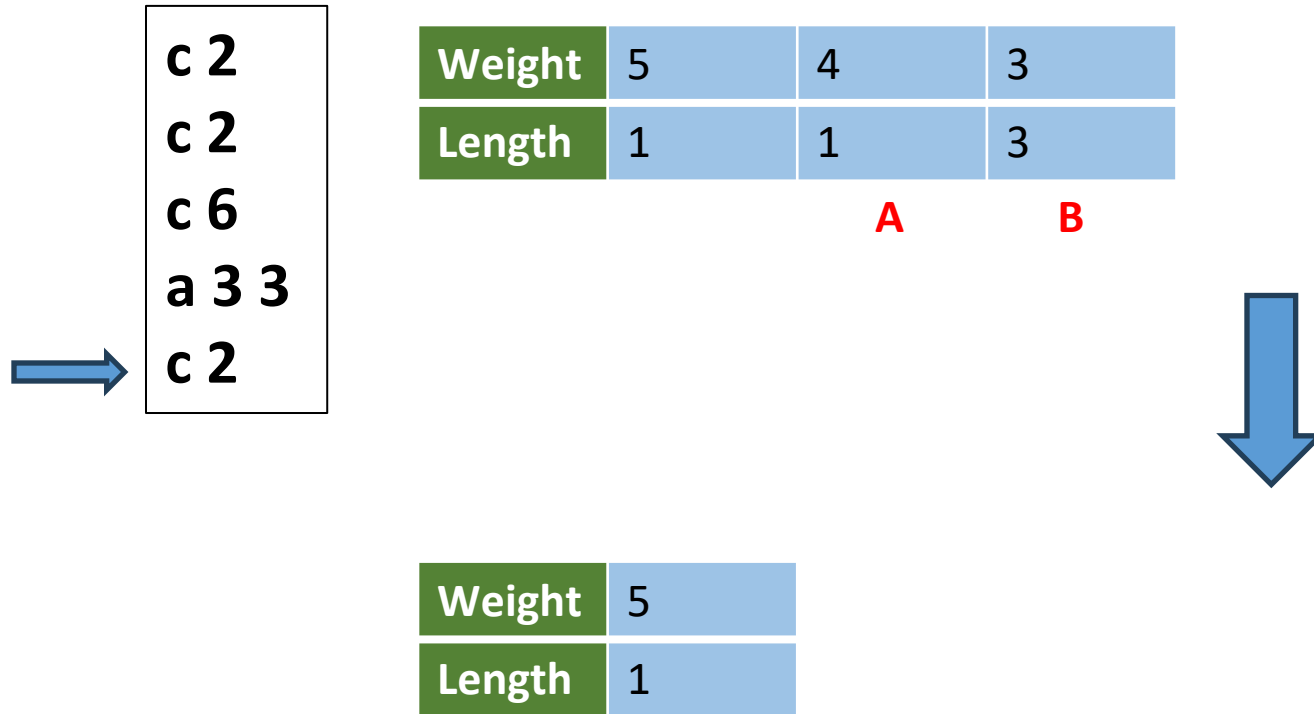 c 2
c 2
c 6
a 3 3
c 2
Weight 5 4 3
Length 1 1 3
A B
Weight 5
Length 1